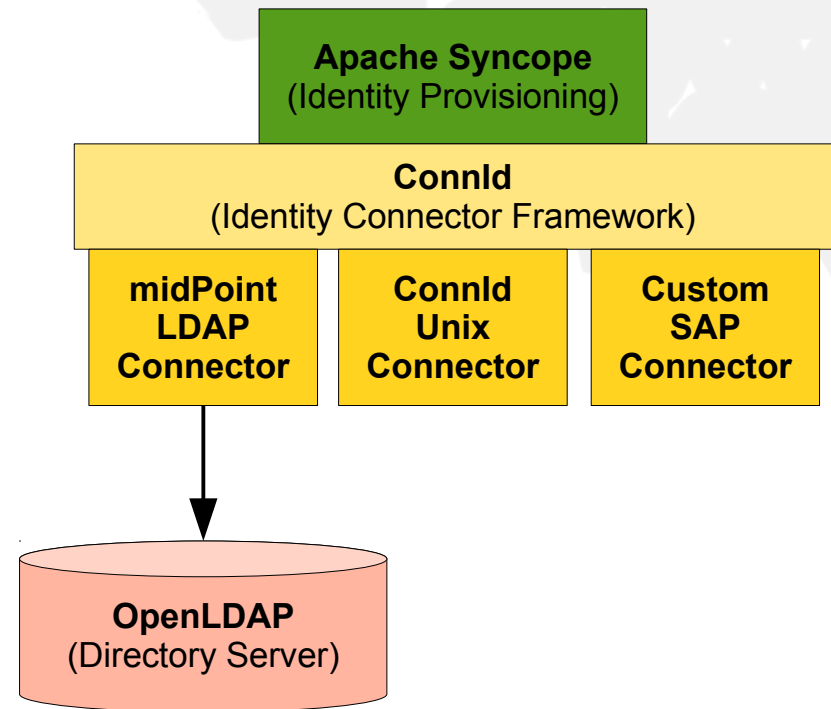 Apache Syncope
(Identity Provisioning)
ConnId
(Identity Connector Framework)
midPoint
LDAP
Connector
ConnId
Unix
Connector
Custom
SAP
Connector
OpenLDAP
(Directory Server)